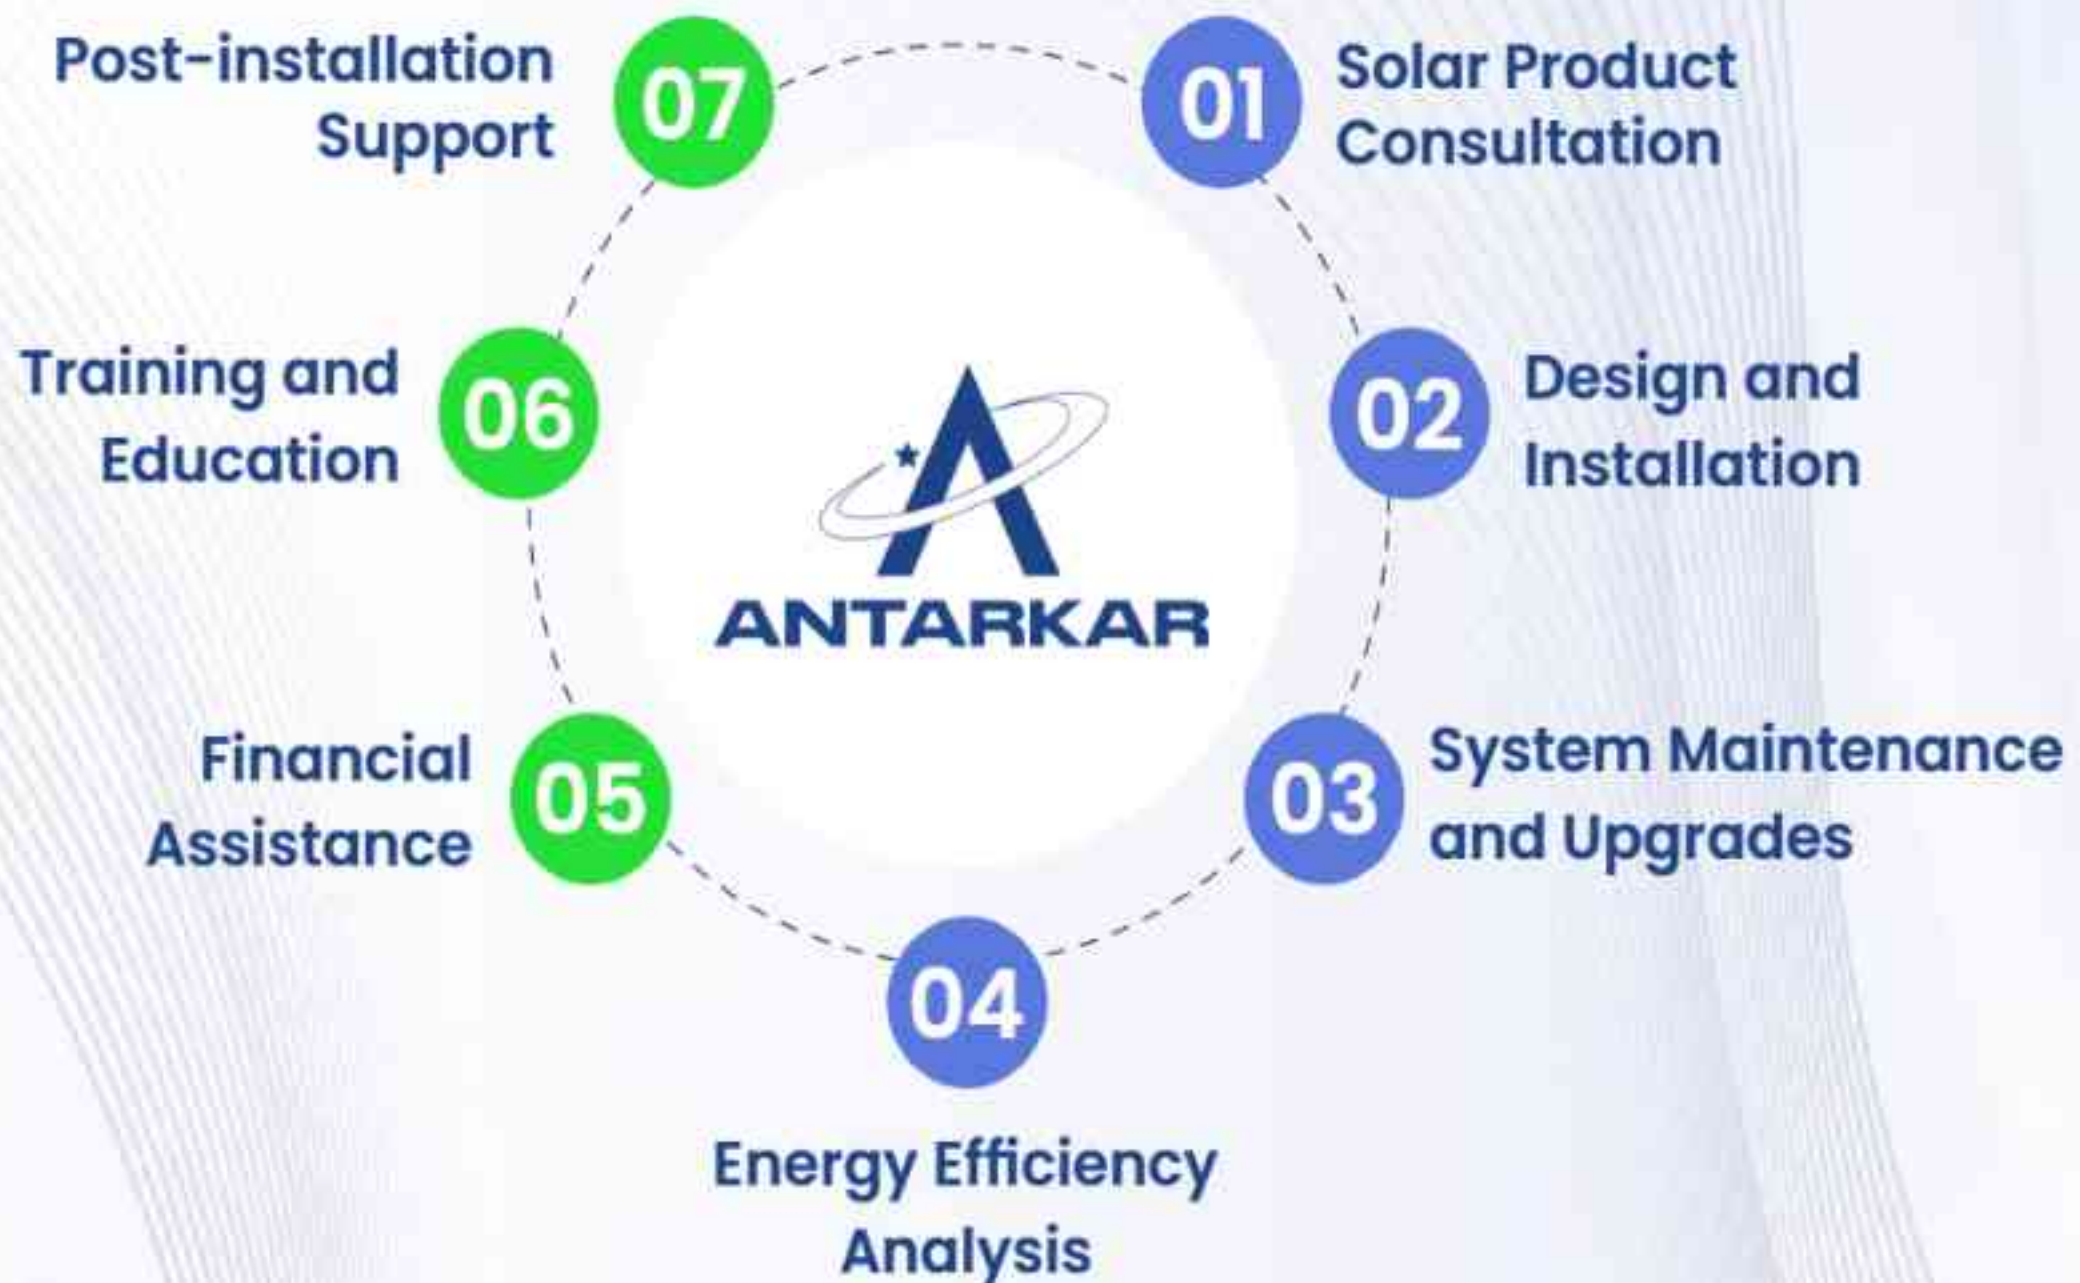 01
Solar Product
Consultation
02
Design and
Installation
03
System Maintenance
and Upgrades
04
Energy Efficiency
Analysis
05
Financial
Assistance
06
Training and
Education
07
Post-installation
Support
ANTARKAR